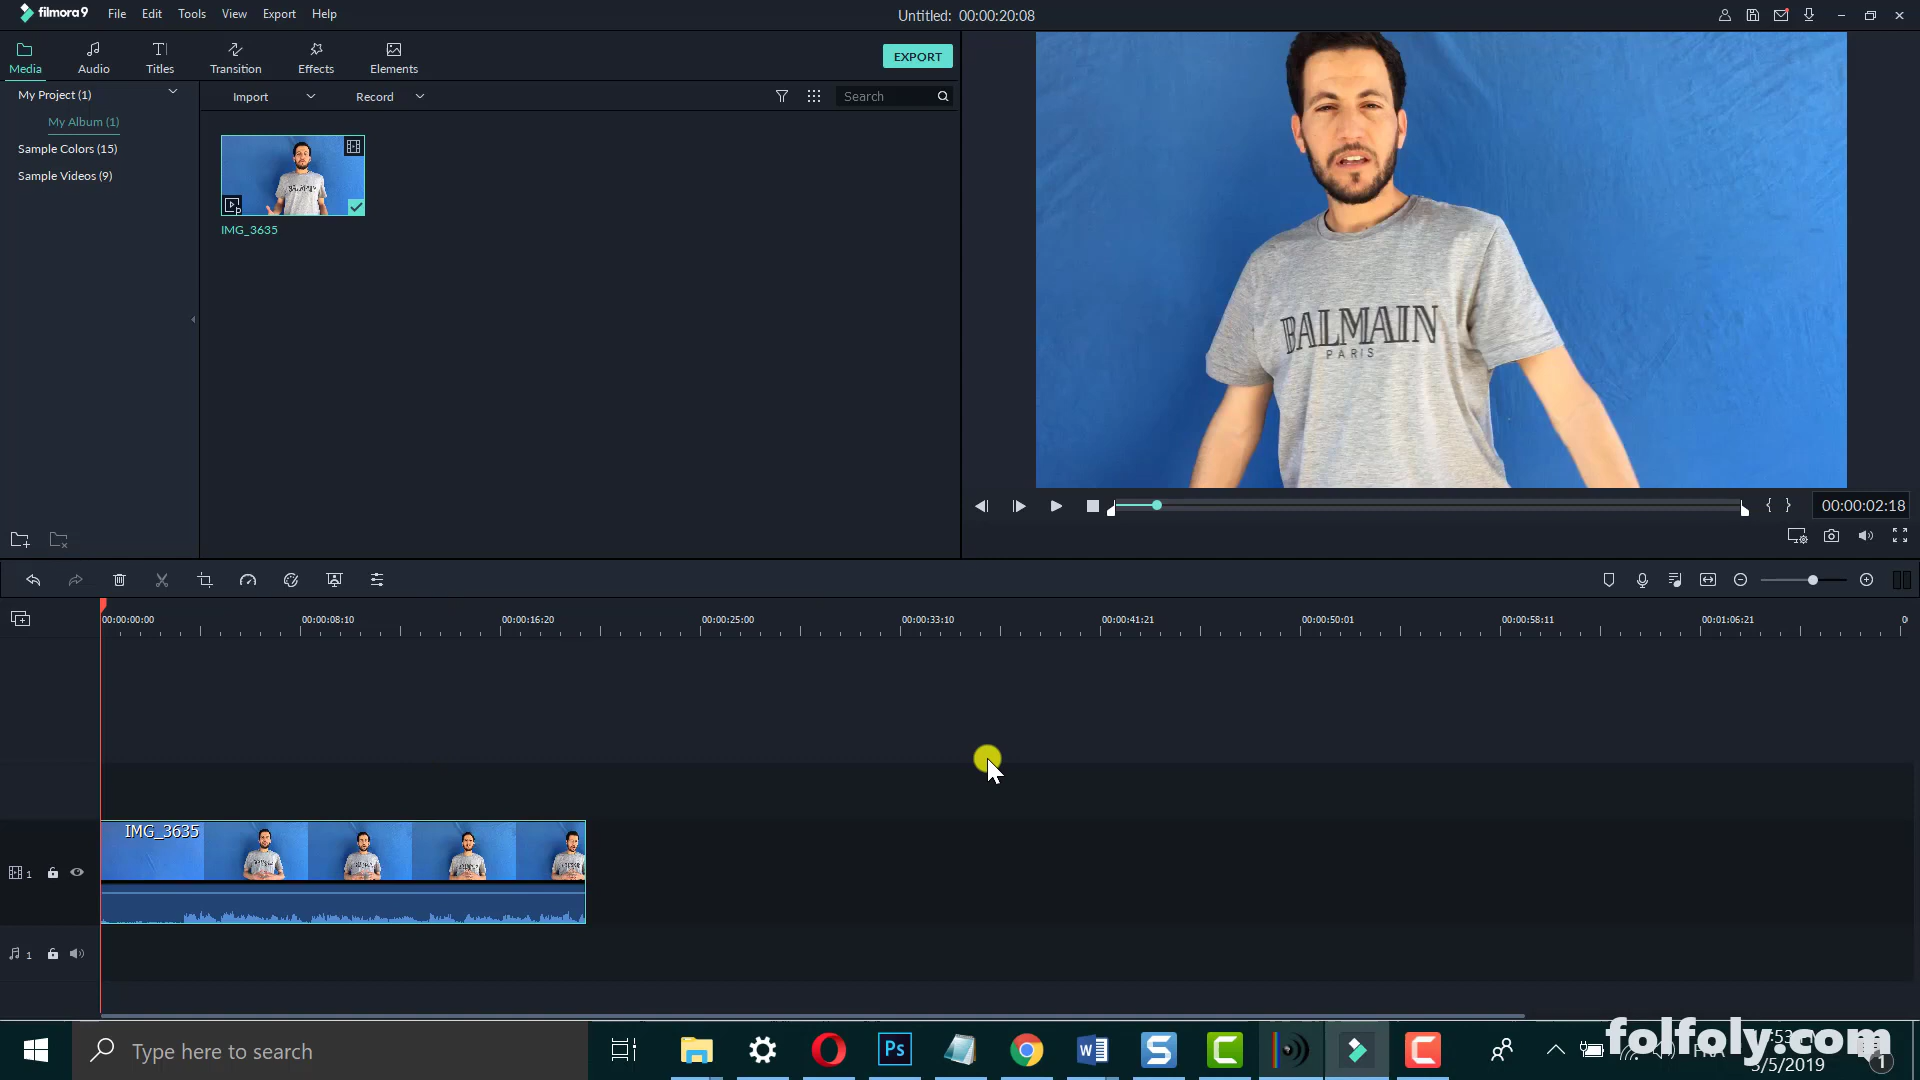 filmora9 File Edit Tools View Export Help
Untitled: 00:00:20:08
Media Audio Titles Transition Effects Elements
EXPORT
My Project (1)
My Album (1)
Sample Colors (15)
Sample Videos (9)
Import Record Search
IMG_3635
BALMAIN
PARIS
00:00:02:18
00:00:00:00 00:00:08:10 00:00:16:20 00:00:25:00 00:00:33:10 00:00:41:21 00:00:50:01 00:00:58:11 00:01:06:21
IMG_3635
1
1
Type here to search
Ps
folfoly.com
5/5/2019
1